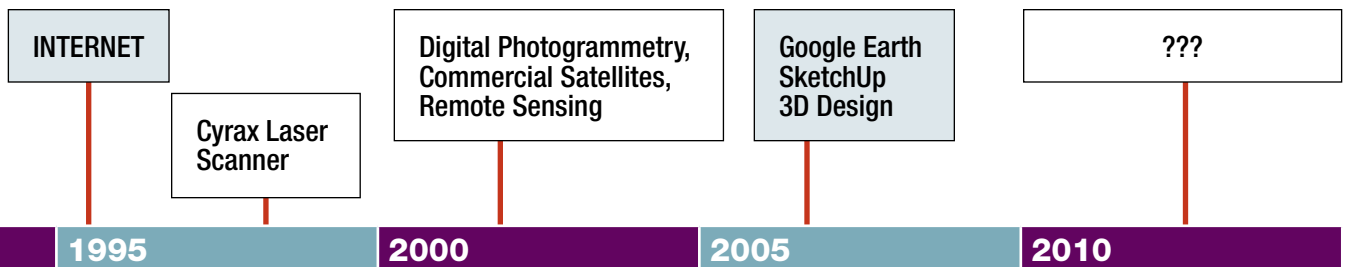 INTERNET
Cyrax Laser
Scanner
Digital Photogrammetry,
Commercial Satellites,
Remote Sensing
Google Earth
SketchUp
3D Design
???
1995
2000
2005
2010